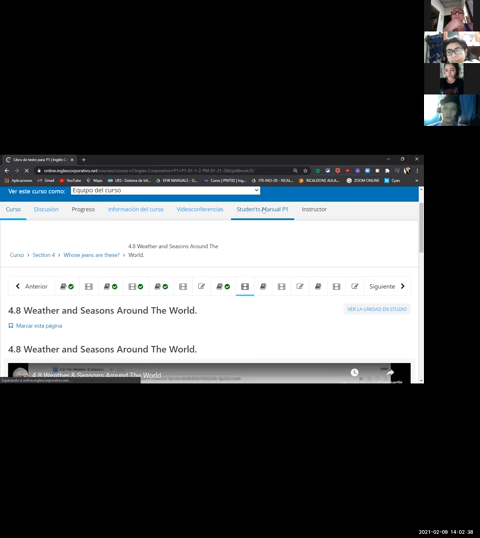 Libro de texto para P1 | Inglés C
online.inglescorporativo.net
Aplicaciones Gmail YouTube Maps
ZOOM ONLINE
Ver este curso como: Equipo del curso
Curso Discusión Progreso Información del curso Videoconferencias Studen'ts Manual P1 Instructor
4.8 Weather and Seasons Around The
Curso > Section 4 > Whose jeans are these? > World.
Anterior Siguiente
4.8 Weather and Seasons Around The World.
VER LA UNIDAD EN STUDIO
Marcar esta página
4.8 Weather and Seasons Around The World.
4.8 Weather & Seasons Around The World
2021-02-09 14:02:38